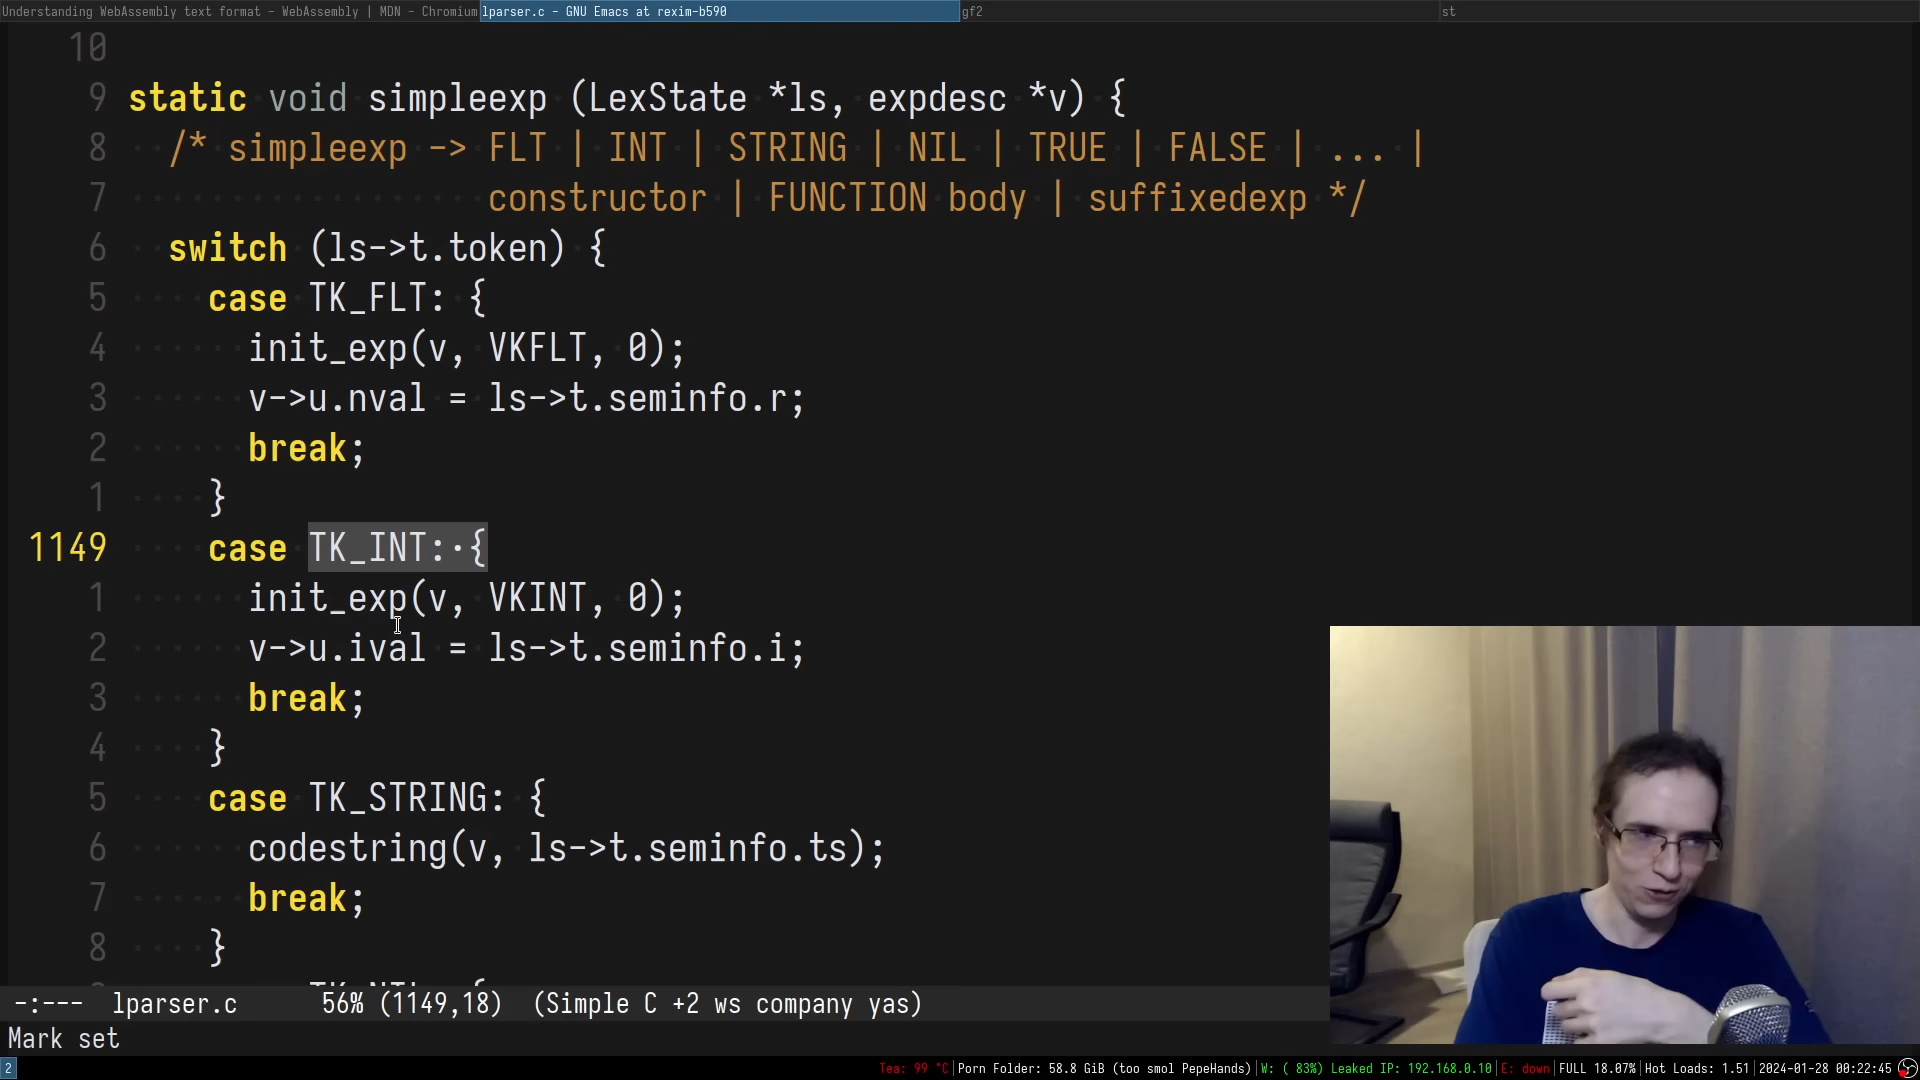 Understanding WebAssembly text format - WebAssembly | MDN - Chromium lparser.c - GNU Emacs at rexim-b590 gf2 st
10
9 static void simpleexp (LexState *ls, expdesc *v) {
8 /* simpleexp -> FLT | INT | STRING | NIL | TRUE | FALSE | ... |
7 constructor | FUNCTION body | suffixedexp */
6 switch (ls->t.token) {
5 case TK_FLT: {
4 init_exp(v, VKFLT, 0);
3 v->u.nval = ls->t.seminfo.r;
2 break;
1 }
1149 case TK_INT: {
1 init_exp(v, VKINT, 0);
2 v->u.ival = ls->t.seminfo.i;
3 break;
4 }
5 case TK_STRING: {
6 codestring(v, ls->t.seminfo.ts);
7 break;
8 }
-:--- lparser.c 56% (1149,18) (Simple C +2 ws company yas)
Mark set
2 Tea: 99 °C|Porn Folder: 58.8 GiB (too smol PepeHands)|W: ( 83%) Leaked IP: 192.168.0.10|E: down|FULL 18.07%|Hot Loads: 1.51|2024-01-28 00:22:45